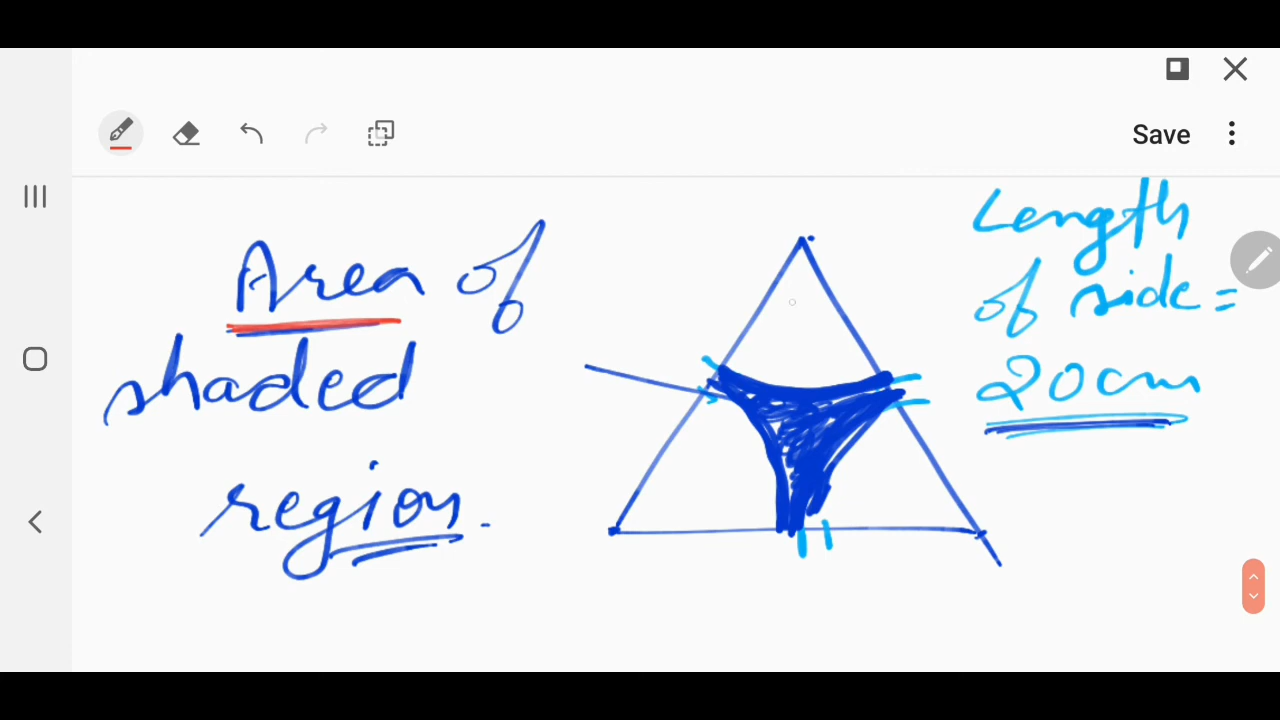 Save
Area of
shaded
region.
Length
of side =
20cm